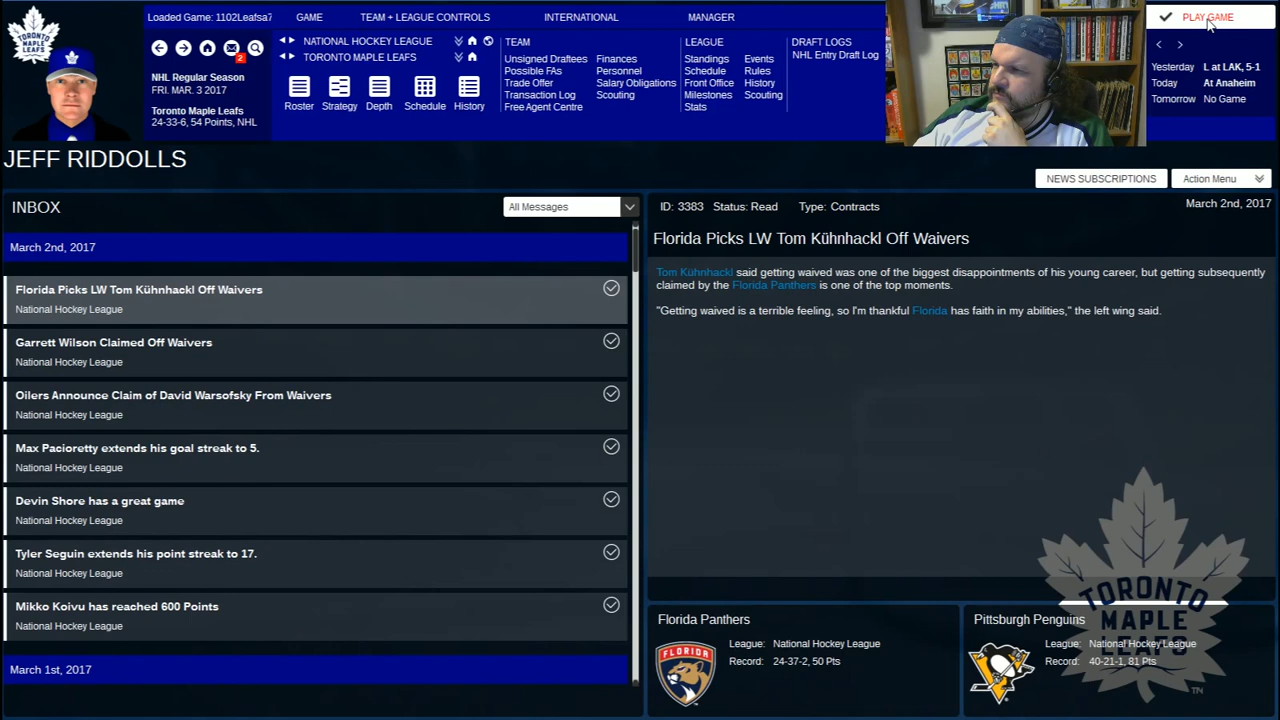 Loaded Game: 1102Leafsa7
GAME
TEAM + LEAGUE CONTROLS
INTERNATIONAL
MANAGER
PLAY GAME
TORONTO
MAPLE
LEAFS
2
NATIONAL HOCKEY LEAGUE
TORONTO MAPLE LEAFS
NHL Regular Season
FRI. MAR. 3 2017
Toronto Maple Leafs
24-33-6, 54 Points, NHL
Roster
Strategy
Depth
Schedule
History
TEAM
Unsigned Draftees
Possible FAs
Trade Offer
Transaction Log
Free Agent Centre
Finances
Personnel
Salary Obligations
Scouting
LEAGUE
Standings
Schedule
Front Office
Milestones
Stats
Events
Rules
History
Scouting
DRAFT LOGS
NHL Entry Draft Log
Yesterday L at LAK, 5-1
Today At Anaheim
Tomorrow No Game
JEFF RIDDOLLS
NEWS SUBSCRIPTIONS
Action Menu
INBOX
All Messages
March 2nd, 2017
Florida Picks LW Tom Kühnhackl Off Waivers
National Hockey League
Garrett Wilson Claimed Off Waivers
National Hockey League
Oilers Announce Claim of David Warsofsky From Waivers
National Hockey League
Max Pacioretty extends his goal streak to 5.
National Hockey League
Devin Shore has a great game
National Hockey League
Tyler Seguin extends his point streak to 17.
National Hockey League
Mikko Koivu has reached 600 Points
National Hockey League
March 1st, 2017
ID: 3383 Status: Read Type: Contracts
March 2nd, 2017
Florida Picks LW Tom Kühnhackl Off Waivers
Tom Kühnhackl said getting waived was one of the biggest disappointments of his young career, but getting subsequently
claimed by the Florida Panthers is one of the top moments.
"Getting waived is a terrible feeling, so I'm thankful Florida has faith in my abilities," the left wing said.
Florida Panthers
FLORIDA
League: National Hockey League
Record: 24-37-2, 50 Pts
Pittsburgh Penguins
League: National Hockey League
Record: 40-21-1, 81 Pts
TORONTO
MAPLE
LEAFS
TM